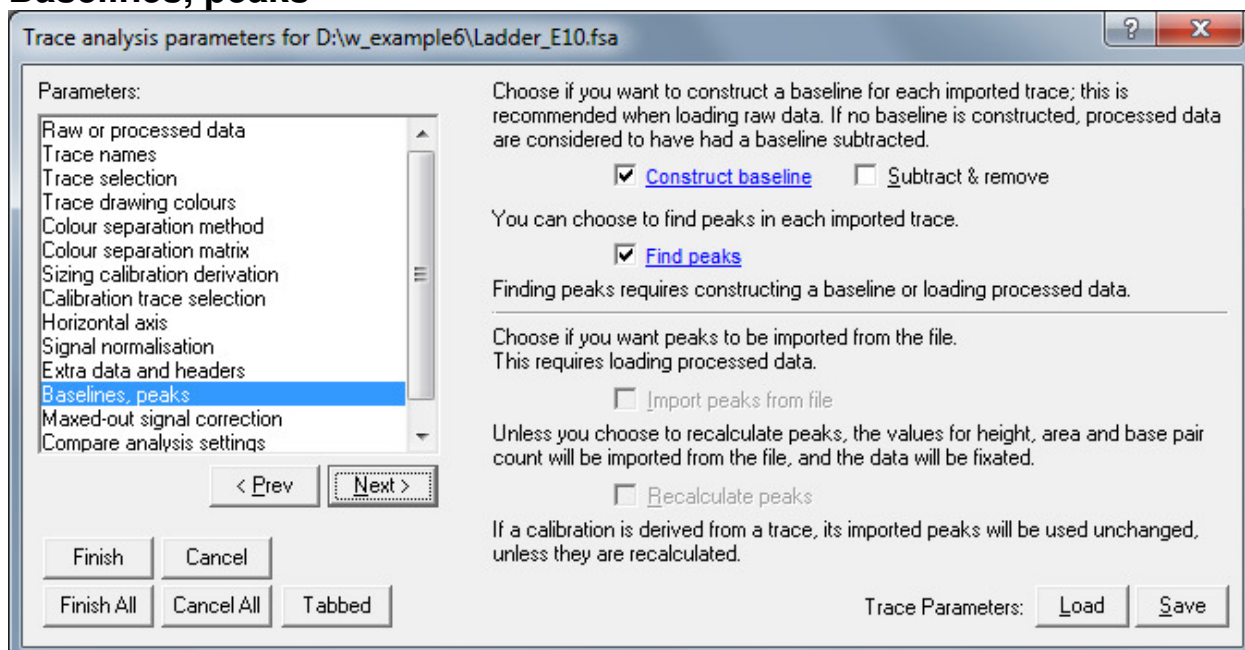 Baselines, peaks
Trace analysis parameters for D:\w_example6\Ladder_E10.fsa
?
X
Parameters:
Raw or processed data
Trace names
Trace selection
Trace drawing colours
Colour separation method
Colour separation matrix
Sizing calibration derivation
Calibration trace selection
Horizontal axis
Signal normalisation
Extra data and headers
Baselines, peaks
Maxed-out signal correction
Compare analysis settings
< Prev
Next >
Finish
Cancel
Finish All
Cancel All
Tabbed
Choose if you want to construct a baseline for each imported trace; this is
recommended when loading raw data. If no baseline is constructed, processed data
are considered to have had a baseline subtracted.
Construct baseline
Subtract & remove
You can choose to find peaks in each imported trace.
Find peaks
Finding peaks requires constructing a baseline or loading processed data.
Choose if you want peaks to be imported from the file.
This requires loading processed data.
Import peaks from file
Unless you choose to recalculate peaks, the values for height, area and base pair
count will be imported from the file, and the data will be fixated.
Recalculate peaks
If a calibration is derived from a trace, its imported peaks will be used unchanged,
unless they are recalculated.
Trace Parameters:
Load
Save